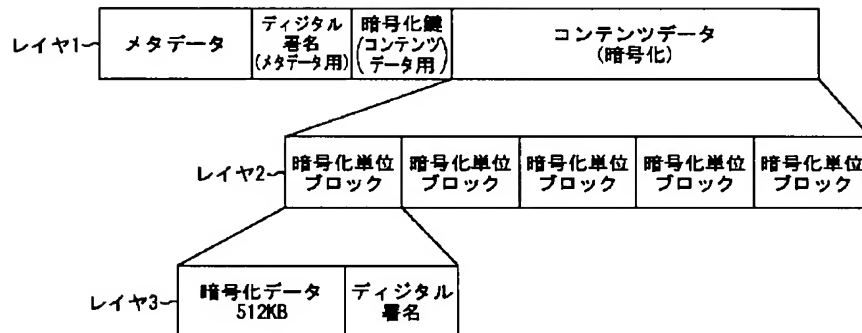 レイヤ1
メタデータ
ディジタル
署名
(メタデータ用)
暗号化鍵
(コンテンツ
データ用)
コンテンツデータ
(暗号化)
レイヤ2
暗号化単位
ブロック
暗号化単位
ブロック
暗号化単位
ブロック
暗号化単位
ブロック
暗号化単位
ブロック
レイヤ3
暗号化データ
512KB
ディジタル
署名